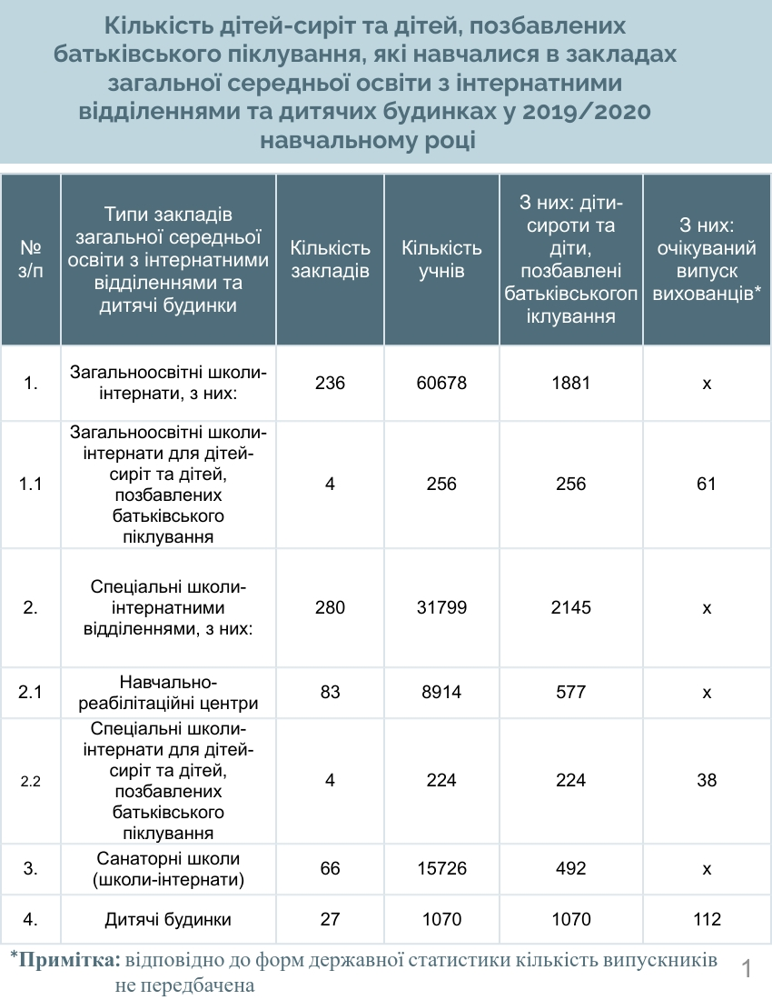 Кількість дітей-сиріт та дітей, позбавлених
батьківського піклування, які навчалися в закладах
загальної середньої освіти з інтернатними
відділеннями та дитячих будинках у 2019/2020
навчальному році
№
з/п
Типи закладів
загальної середньої
освіти з інтернатними
відділеннями та
дитячі будинки
Кількість
закладів
Кількість
учнів
З них: діти-
сироти та
діти,
позбавлені
батьківськогоп
іклування
З них:
очікуваний
випуск
вихованців*
1.
Загальноосвітні школи-
інтернати, з них:
236
60678
1881
х
1.1
Загальноосвітні школи-
інтернати для дітей-
сиріт та дітей,
позбавлених
батьківського
піклування
4
256
256
61
2.
Спеціальні школи-
інтернатними
відділеннями, з них:
280
31799
2145
х
2.1
Навчально-
реабілітаційні центри
83
8914
577
х
2.2
Спеціальні школи-
інтернати для дітей-
сиріт та дітей,
позбавлених
батьківського
піклування
4
224
224
38
3.
Санаторні школи
(школи-інтернати)
66
15726
492
х
4.
Дитячі будинки
27
1070
1070
112
*Примітка: відповідно до форм державної статистики кількість випускників
не передбачена
1